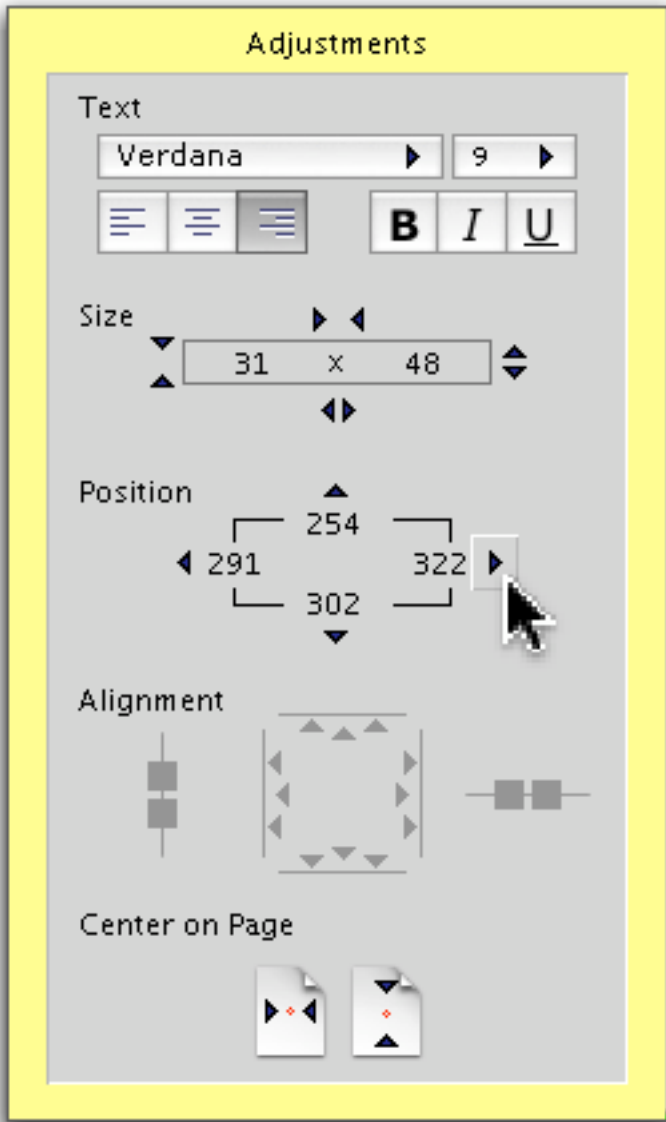 Adjustments
Text
Verdana 9
B I U
Size
31 x 48
Position
254
291 322
302
Alignment
Center on Page